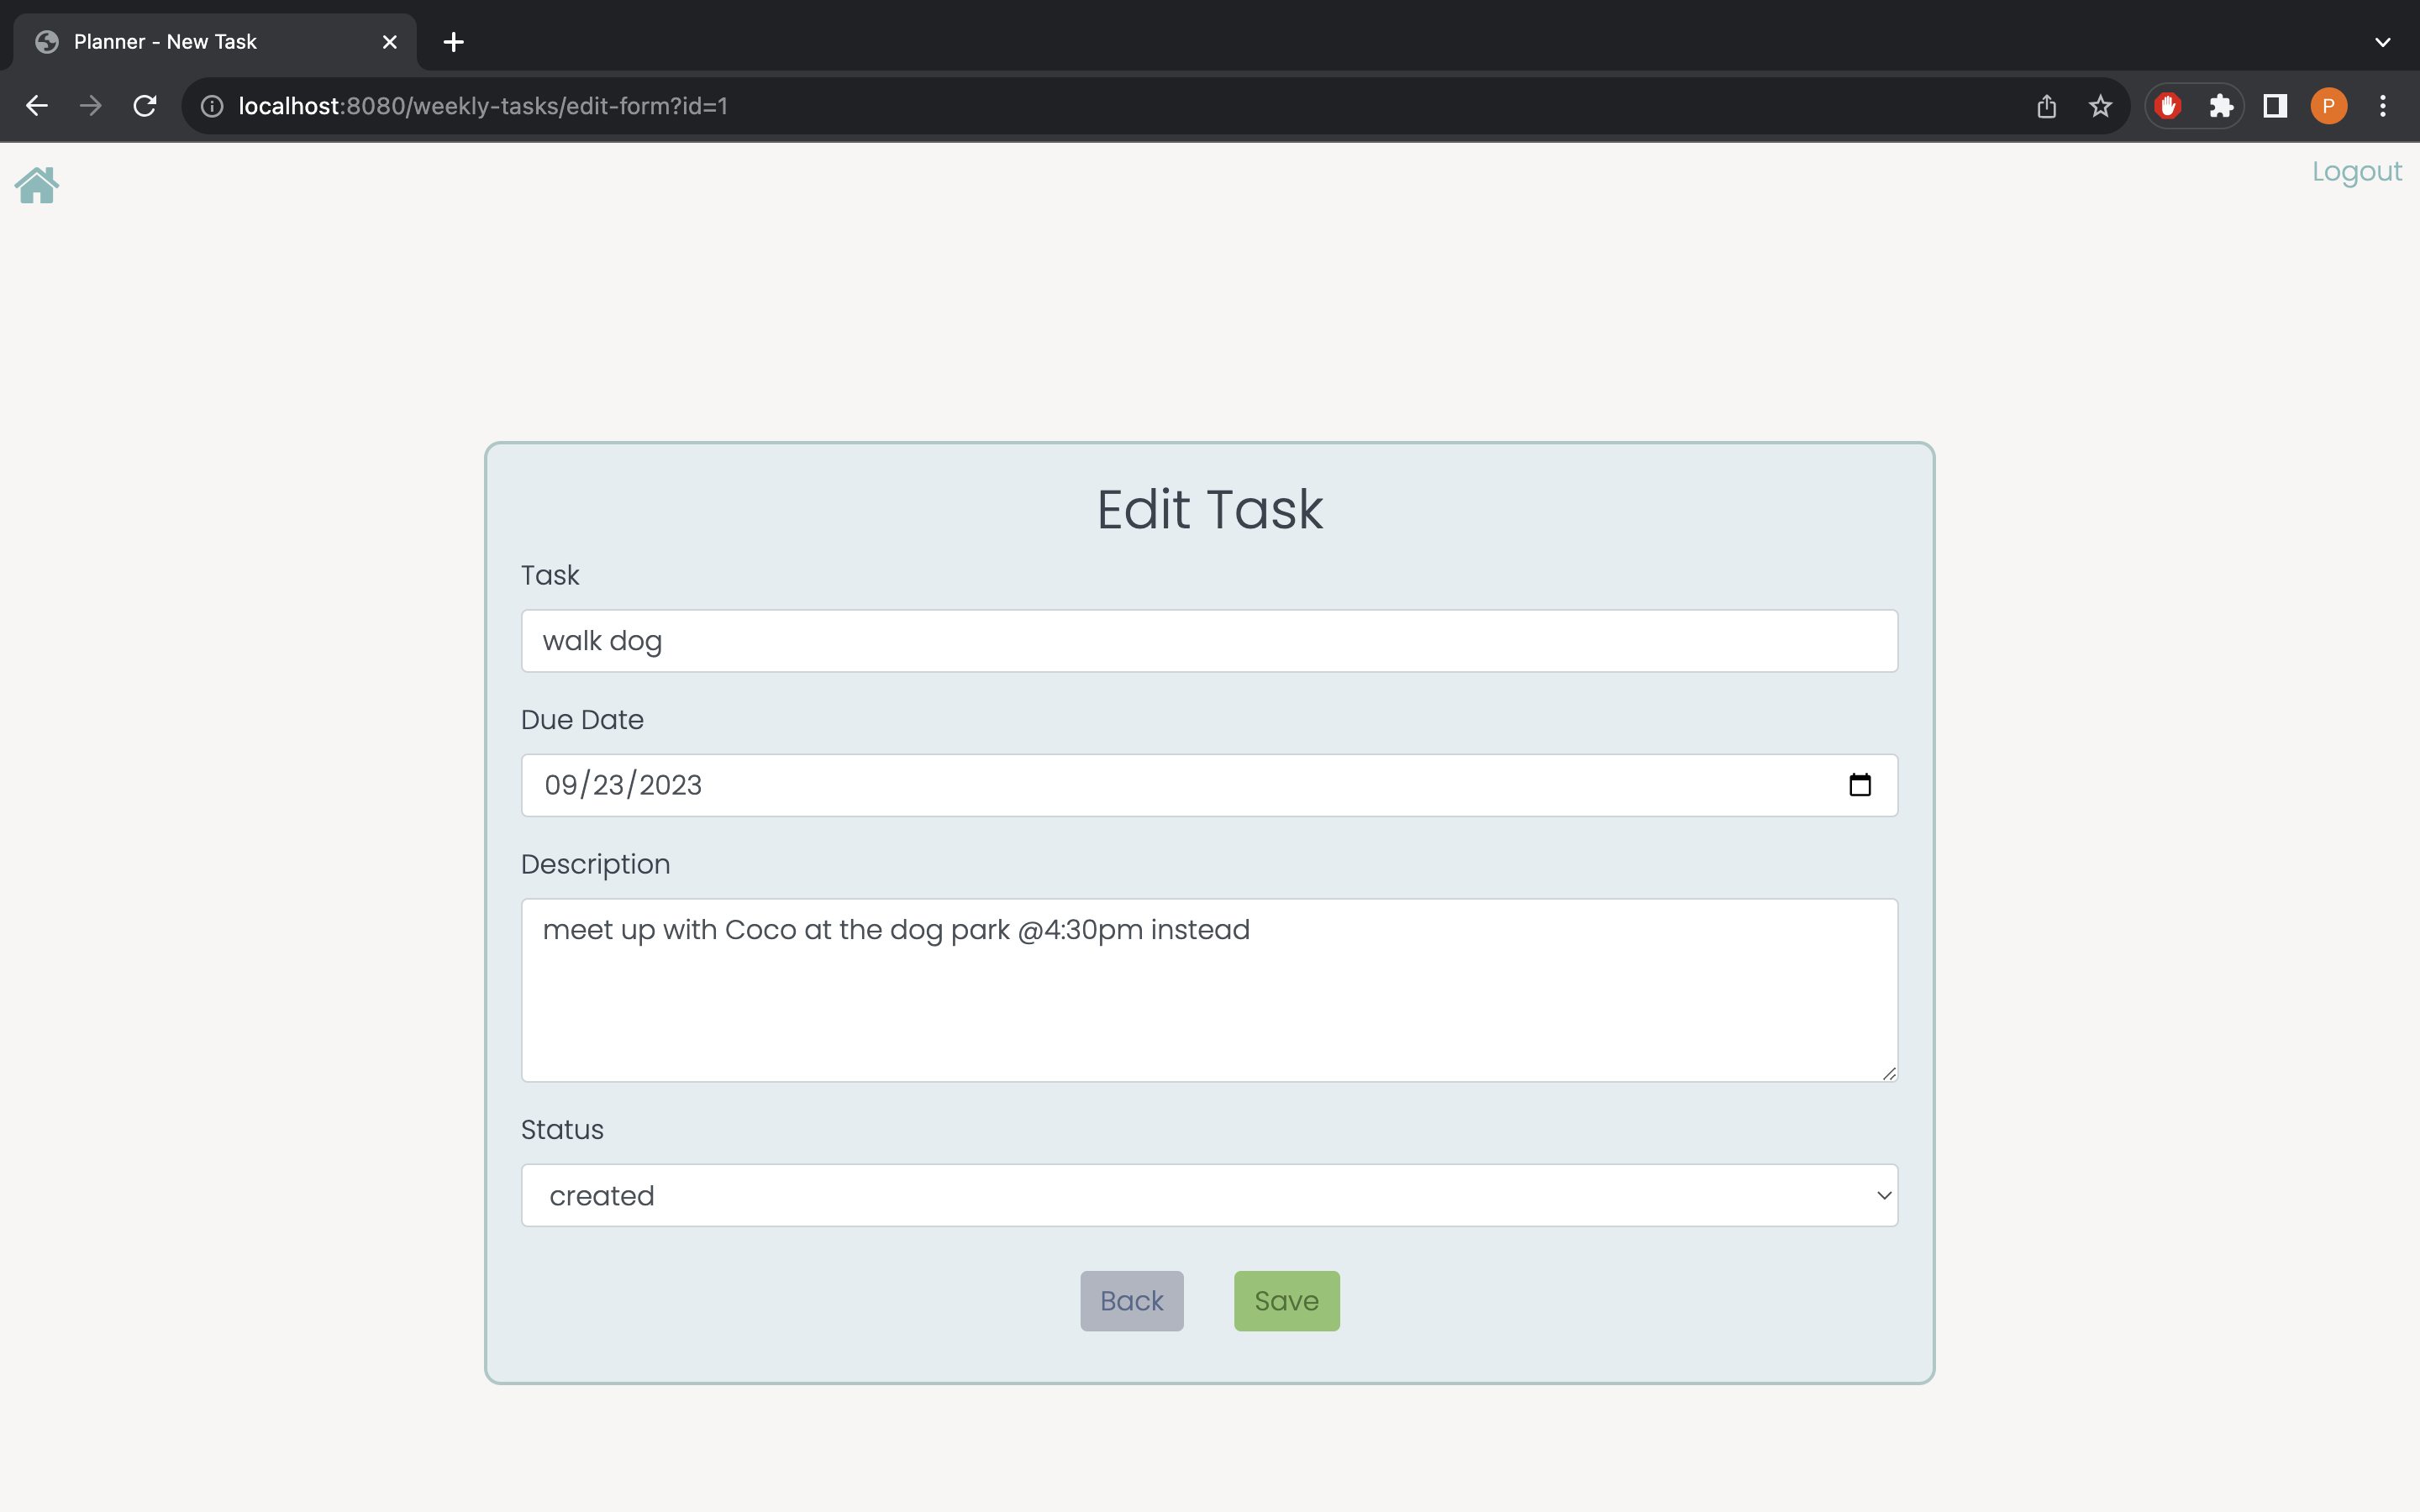 Planner - New Task
localhost:8080/weekly-tasks/edit-form?id=1
P
Logout
Edit Task
Task
walk dog
Due Date
09/23/2023
Description
meet up with Coco at the dog park @4:30pm instead
Status
created
Back
Save